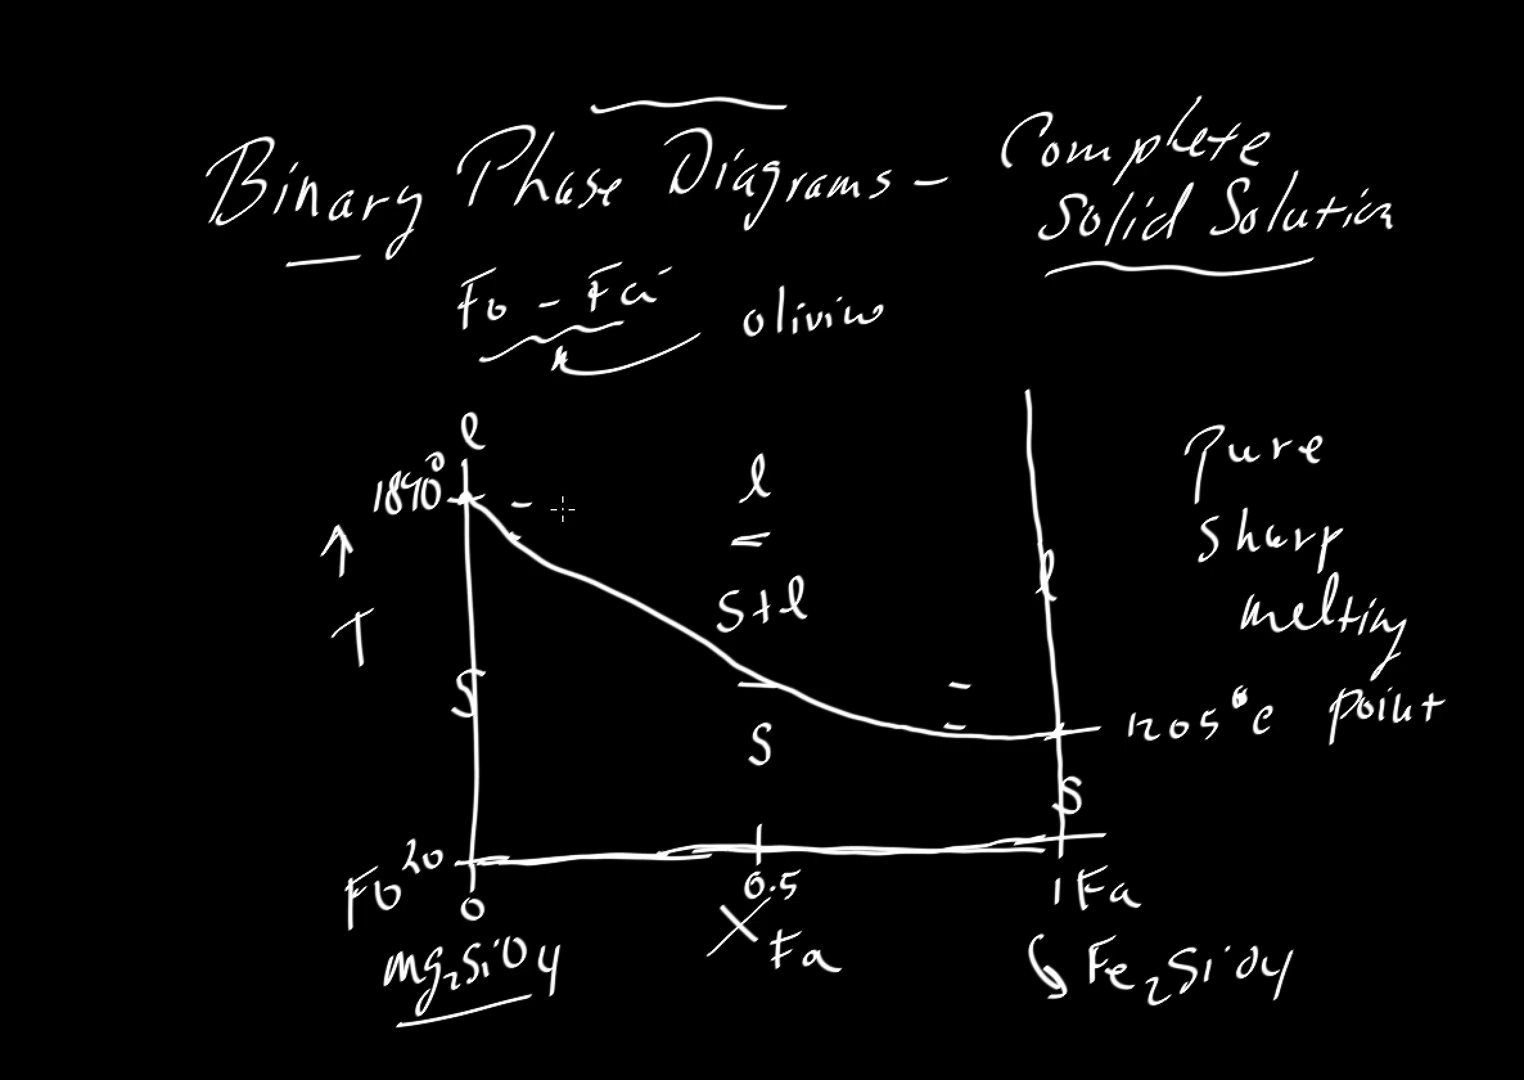 Binary Phase Diagrams - Complete
Solid Solution
Fo - Fa olivine
l
1890°
↑
T
l
=
S+l
S
S
l
S
Pure
sharp
melting
point
1205°C
Fo 20
0
0.5
1 Fa
X Fa
Mg2SiO4
Fe2SiO4